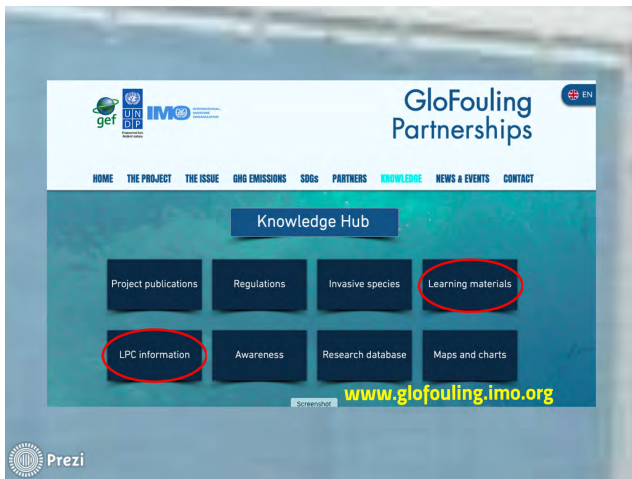 GloFouling
Partnerships
EN
gef
UN
DP
IMO
HOME THE PROJECT THE ISSUE GHG EMISSIONS SDGs PARTNERS KNOWLEDGE NEWS & EVENTS CONTACT
Knowledge Hub
Project publications Regulations Invasive species Learning materials
LPC information Awareness Research database Maps and charts
www.glofouling.imo.org
Screenshot
Prezi